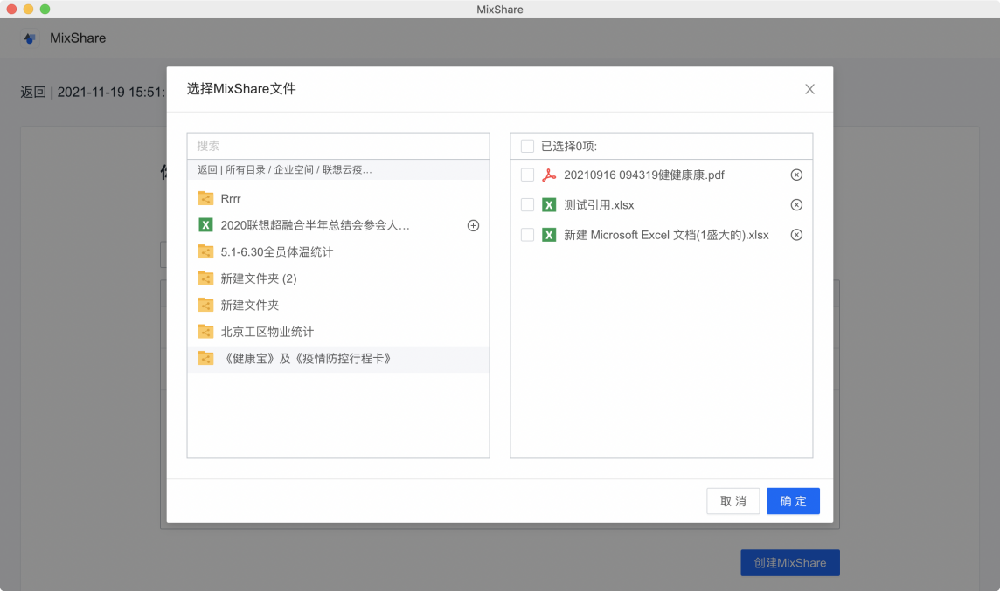 MixShare
MixShare
返回 | 2021-11-19 15:51:
选择MixShare文件
搜索
返回 | 所有目录 / 企业空间 / 联想云疫...
Rrrr
2020联想超融合半年总结会参会人...
5.1-6.30全员体温统计
新建文件夹 (2)
新建文件夹
北京工区物业统计
《健康宝》及《疫情防控行程卡》
已选择0项:
20210916 094319健健康康.pdf
测试引用.xlsx
新建 Microsoft Excel 文档(1盛大的).xlsx
取 消
确 定
创建MixShare